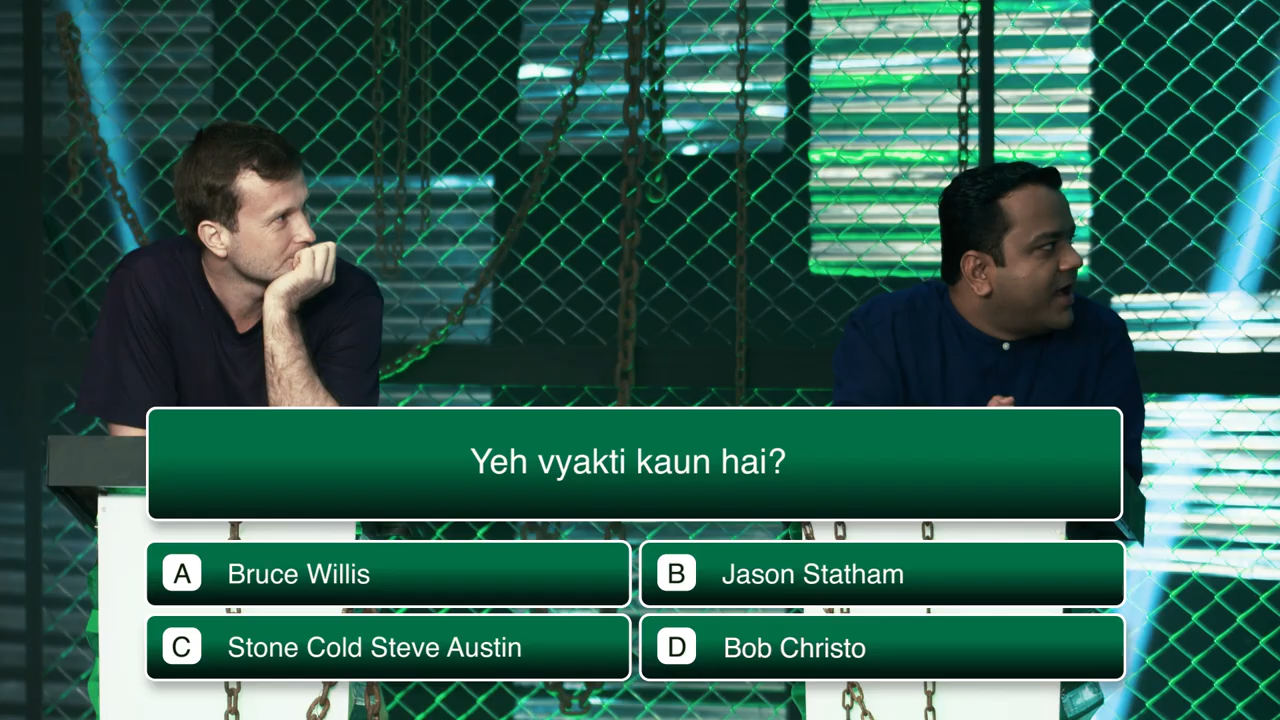 Yeh vyakti kaun hai?
A Bruce Willis
B Jason Statham
C Stone Cold Steve Austin
D Bob Christo